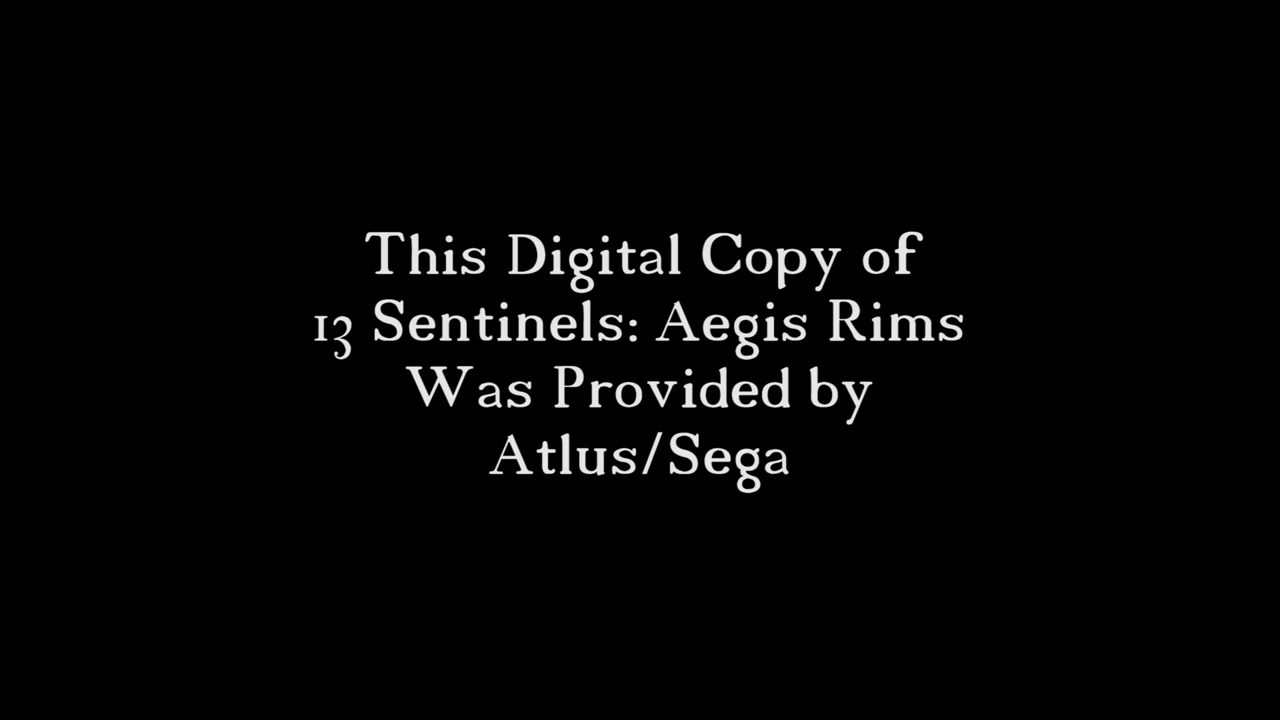 This Digital Copy of
13 Sentinels: Aegis Rims
Was Provided by
Atlus/Sega